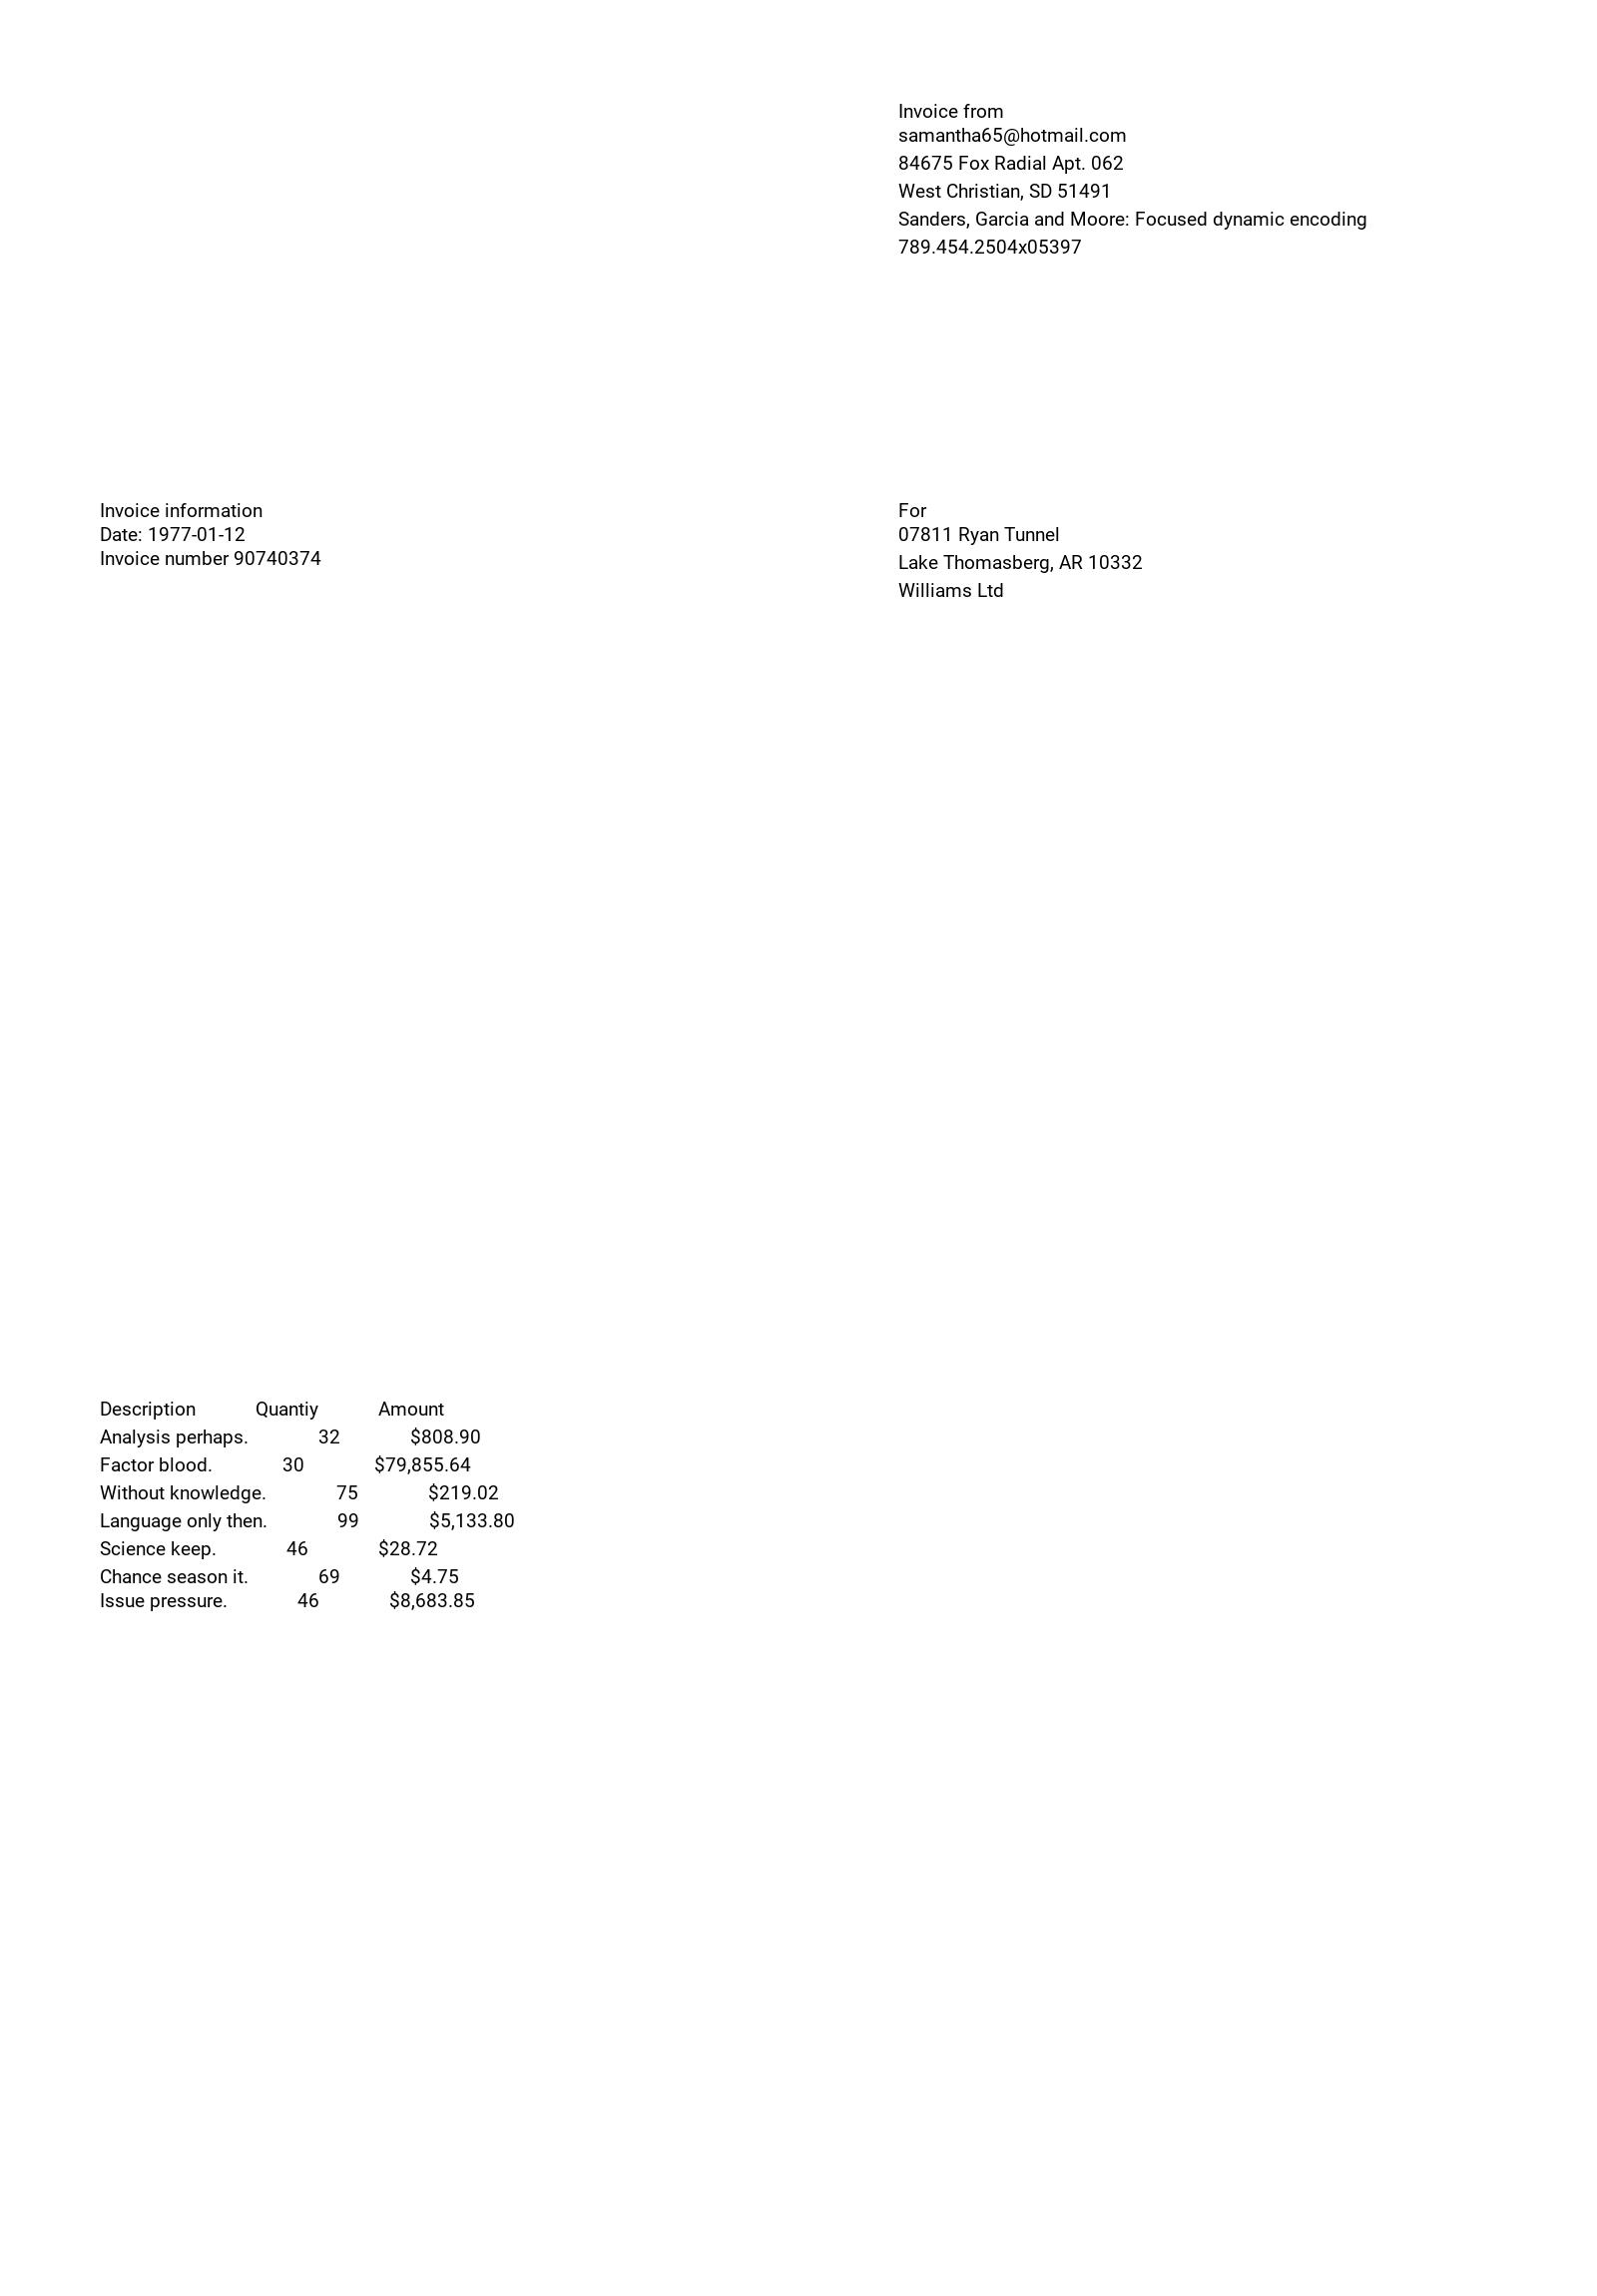 Invoice from
samantha65@hotmail.com
84675 Fox Radial Apt. 062
West Christian, SD 51491
Sanders, Garcia and Moore: Focused dynamic encoding
789.454.2504x05397
Invoice information
Date: 1977-01-12
Invoice number 90740374
For
07811 Ryan Tunnel
Lake Thomasberg, AR 10332
Williams Ltd
Description Quantiy Amount
Analysis perhaps. 32 $808.90
Factor blood. 30 $79,855.64
Without knowledge. 75 $219.02
Language only then. 99 $5,133.80
Science keep. 46 $28.72
Chance season it. 69 $4.75
Issue pressure. 46 $8,683.85